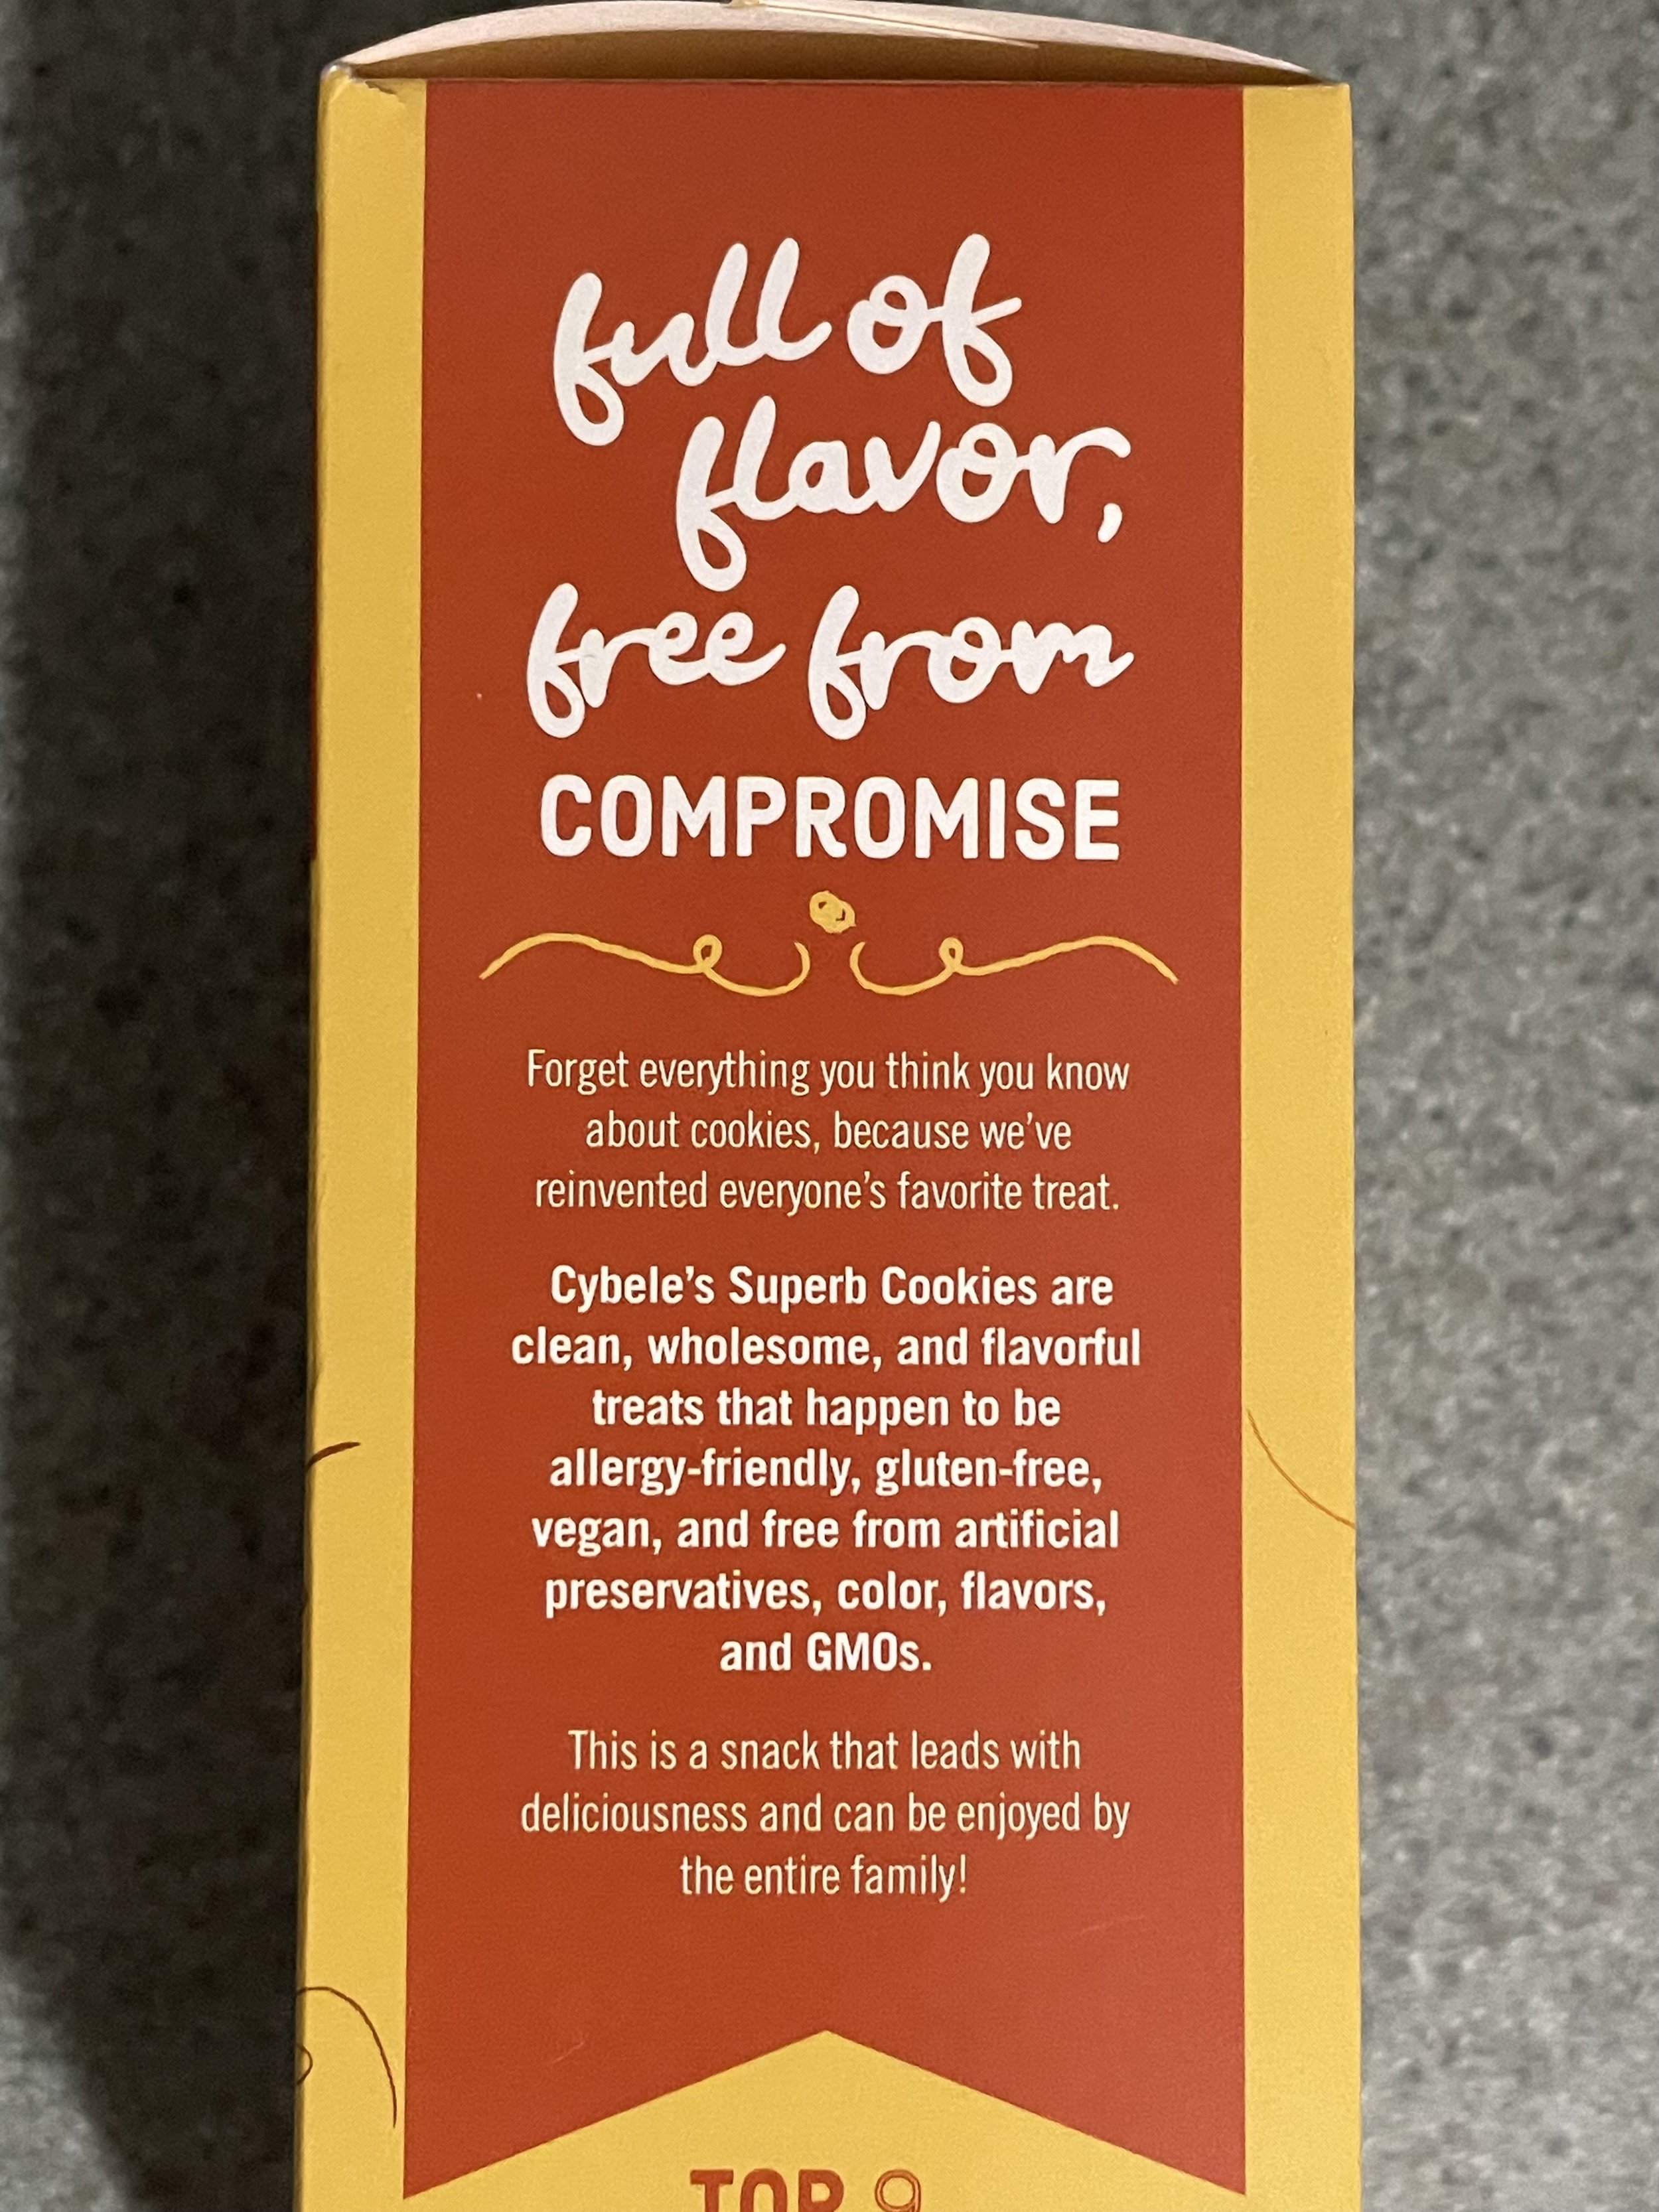 full of
flavor,
free from
COMPROMISE
Forget everything you think you know
about cookies, because we've
reinvented everyone's favorite treat.
Cybele's Superb Cookies are
clean, wholesome, and flavorful
treats that happen to be
allergy-friendly, gluten-free,
vegan, and free from artificial
preservatives, color, flavors,
and GMOs.
This is a snack that leads with
deliciousness and can be enjoyed by
the entire family!
TOP 9